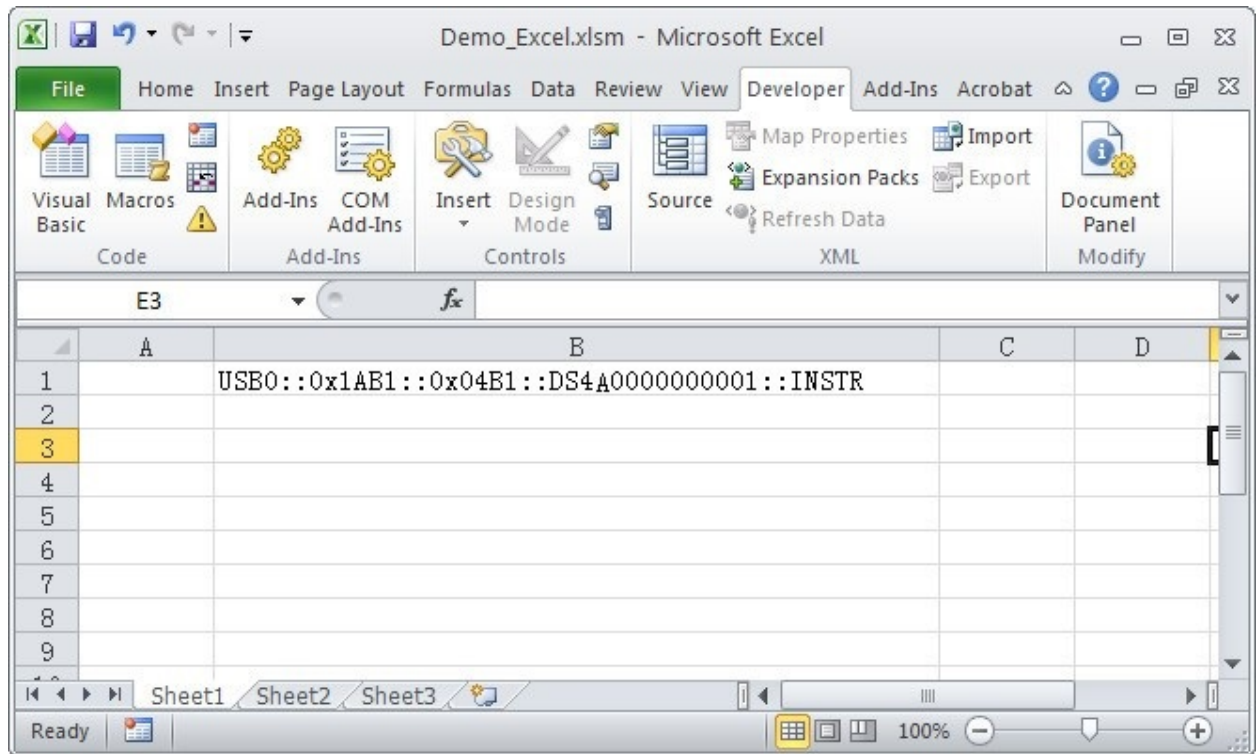 Demo_Excel.xlsm - Microsoft Excel
File Home Insert Page Layout Formulas Data Review View Developer Add-Ins Acrobat
Visual Basic Macros Add-Ins COM Add-Ins Insert Design Mode Source Map Properties Import
Expansion Packs Export
Refresh Data
Document Panel
Code Add-Ins Controls XML Modify
E3 fx
A B C D
1 USB0::0x1AB1::0x04B1::DS4A0000000001::INSTR
2
3
4
5
6
7
8
9
Sheet1 Sheet2 Sheet3
Ready 100%